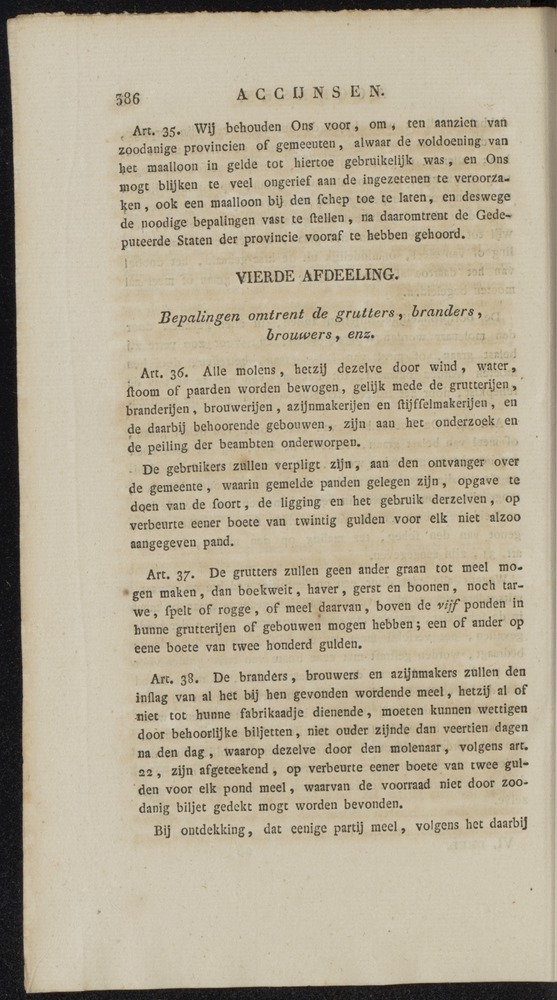 386 ACCIJNSEN.
Art. 35. Wij behouden Ons voor, om, ten aanzien van
zoodanige provincien of gemeenten, alwaar de voldoening van
het maalloon in gelde tot hiertoe gebruikelijk was, en Ons
mogt blijken te veel ongerief aan de ingezetenen te veroorza-
ken, ook een maalloon bij den ſchep toe te laten, en deswege
de noodige bepalingen vast te ſtellen, na daaromtrent de Gede-
puteerde Staten der provincie vooraf te hebben gehoord.
VIERDE AFDEELING.
Bepalingen omtrent de grutters, branders,
brouwers, enz.
Art. 36. Alle molens, hetzij dezelve door wind, water,
ſtoom of paarden worden bewogen, gelijk mede de grutterijen,
branderijen, brouwerijen, azijnmakerijen en ſtijfſelmakerijen, en
de daarbij behoorende gebouwen, zijn aan het onderzoek en
de peiling der beambten onderworpen.
De gebruikers zullen verpligt zijn, aan den ontvanger over
de gemeente, waarin gemelde panden gelegen zijn, opgave te
doen van de ſoort, de ligging en het gebruik derzelven, op
verbeurte eener boete van twintig gulden voor elk niet alzoo
aangegeven pand.
Art. 37. De grutters zullen geen ander graan tot meel mo-
gen maken, dan boekweit, haver, gerst en boonen, noch tar-
we, ſpelt of rogge, of meel daarvan, boven de vijf ponden in
hunne grutterijen of gebouwen mogen hebben; een of ander op
eene boete van twee honderd gulden.
Art. 38. De branders, brouwers en azijnmakers zullen den
inſlag van al het bij hen gevonden wordende meel, hetzij al of
niet tot hunne fabrikaadje dienende, moeten kunnen wettigen
door behoorlijke biljetten, niet ouder zijnde dan veertien dagen
na den dag, waarop dezelve door den molenaar, volgens art.
22, zijn afgeteekend, op verbeurte eener boete van twee gul-
den voor elk pond meel, waarvan de voorraad niet door zoo-
danig biljet gedekt mogt worden bevonden.
Bij ontdekking, dat eenige partij meel, volgens het daarbij